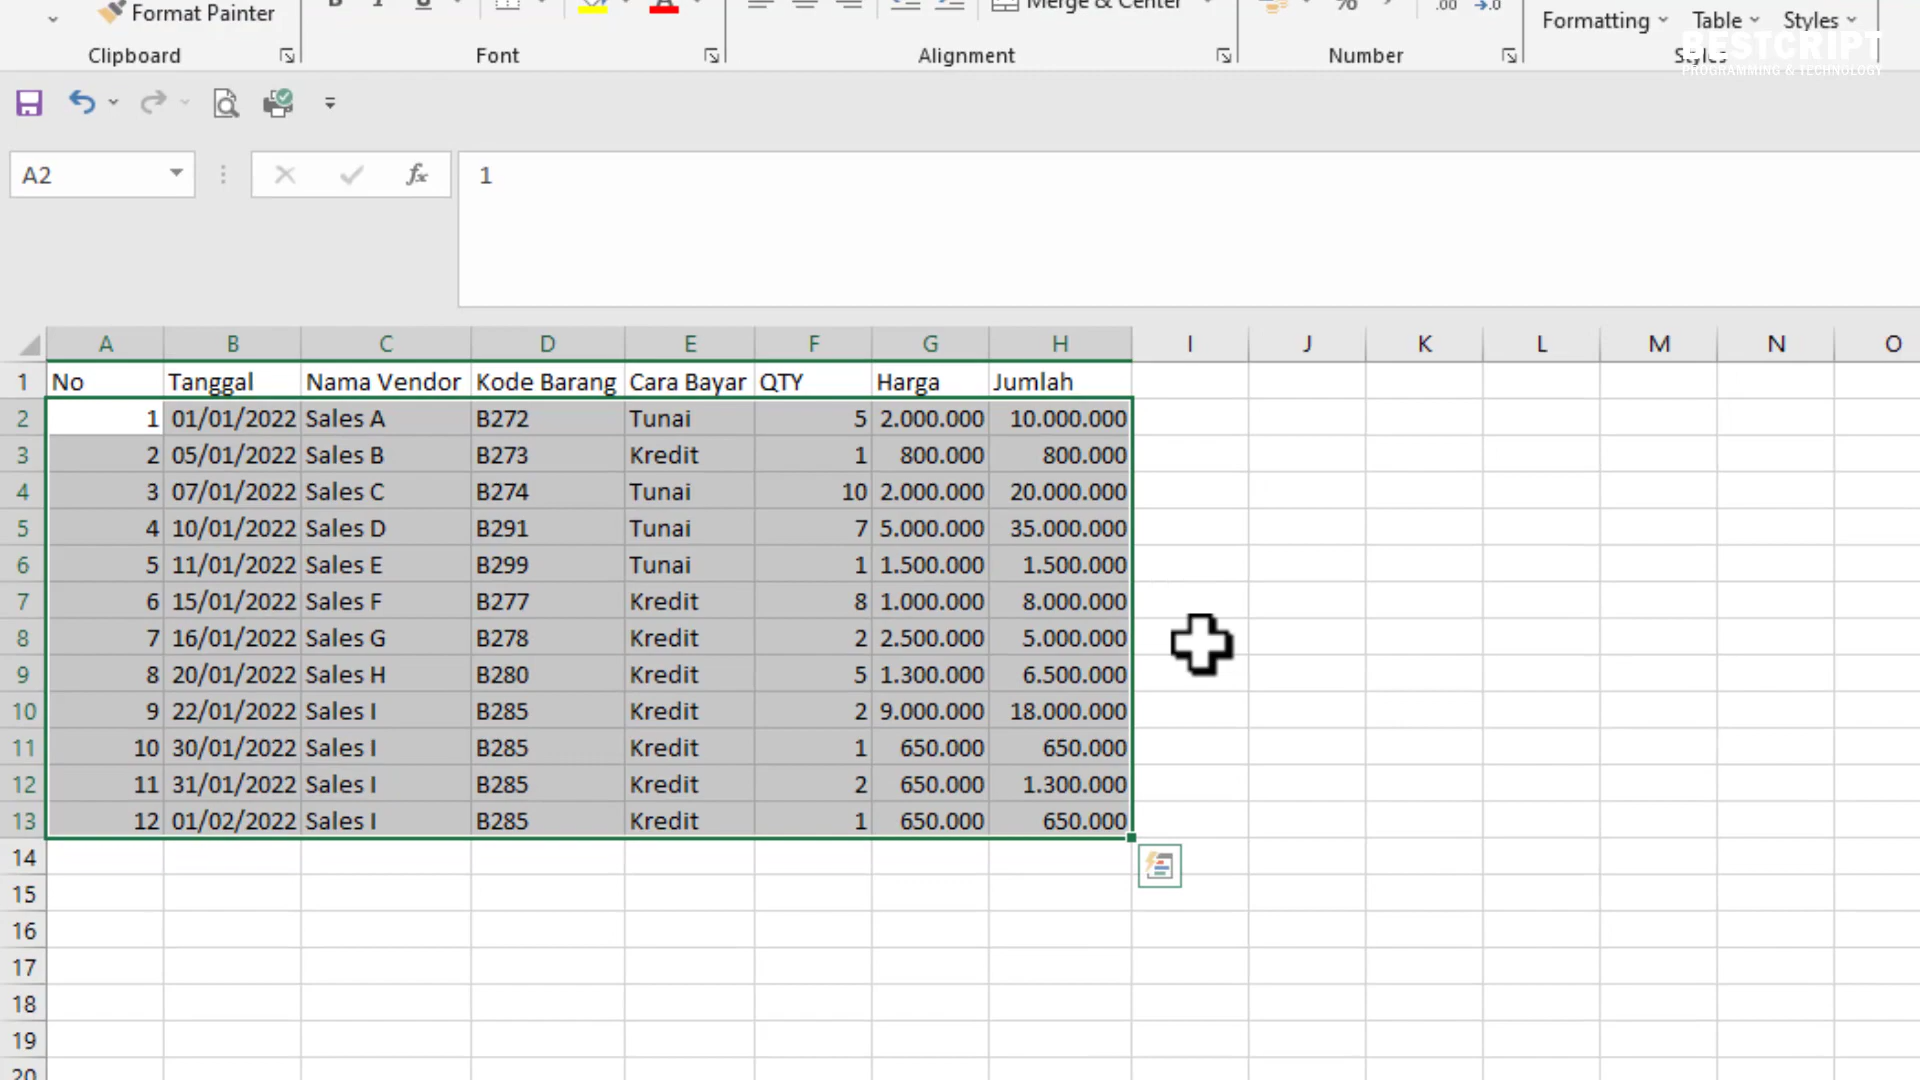 Format Painter
Merge & Center
Formatting Table Styles
Clipboard Font Alignment Number Styles
BESTCRIPT
PROGRAMMING & TECHNOLOGY
A2 fx 1
A B C D E F G H I J K L M N O
1 No Tanggal Nama Vendor Kode Barang Cara Bayar QTY Harga Jumlah
2 1 01/01/2022 Sales A B272 Tunai 5 2.000.000 10.000.000
3 2 05/01/2022 Sales B B273 Kredit 1 800.000 800.000
4 3 07/01/2022 Sales C B274 Tunai 10 2.000.000 20.000.000
5 4 10/01/2022 Sales D B291 Tunai 7 5.000.000 35.000.000
6 5 11/01/2022 Sales E B299 Tunai 1 1.500.000 1.500.000
7 6 15/01/2022 Sales F B277 Kredit 8 1.000.000 8.000.000
8 7 16/01/2022 Sales G B278 Kredit 2 2.500.000 5.000.000
9 8 20/01/2022 Sales H B280 Kredit 5 1.300.000 6.500.000
10 9 22/01/2022 Sales I B285 Kredit 2 9.000.000 18.000.000
11 10 30/01/2022 Sales I B285 Kredit 1 650.000 650.000
12 11 31/01/2022 Sales I B285 Kredit 2 650.000 1.300.000
13 12 01/02/2022 Sales I B285 Kredit 1 650.000 650.000
14
15
16
17
18
19
20